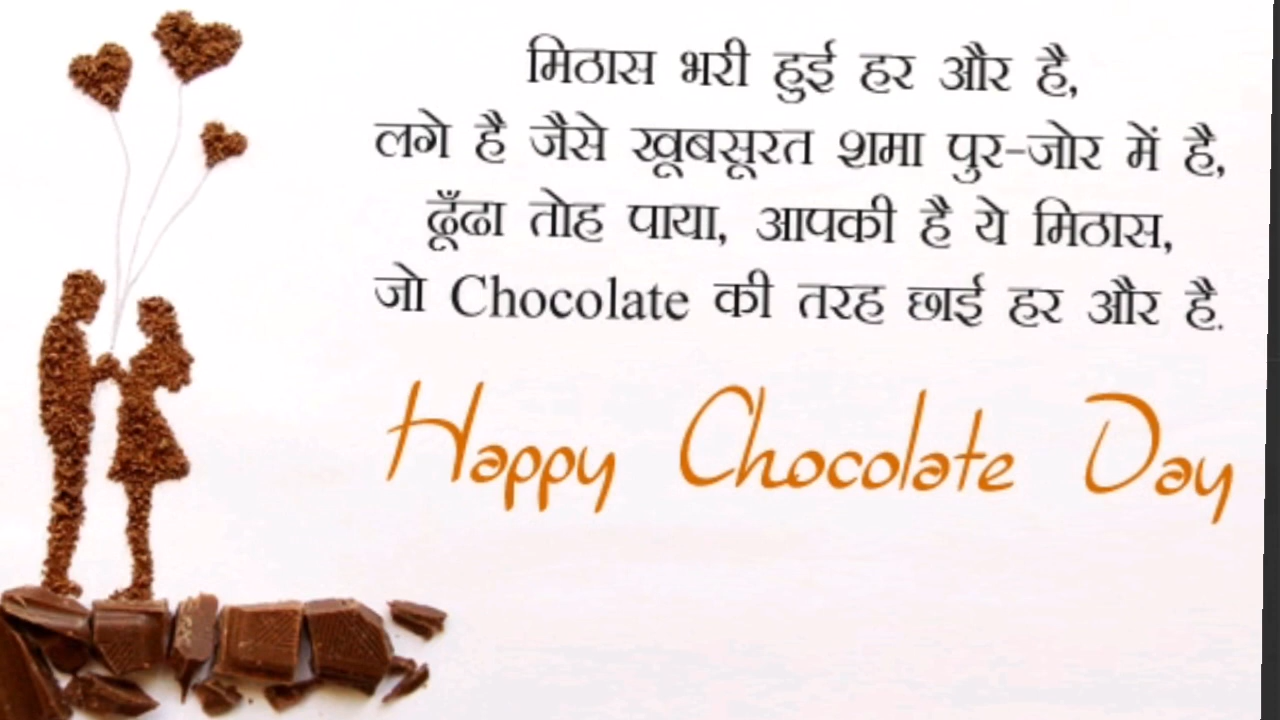 मिठास भरी हुई हर और है,
लगे है जैसे खूबसूरत शमा पुर-जोर में है,
ढूँढा तोह पाया, आपकी है ये मिठास,
जो Chocolate की तरह छाई हर और है.
Happy Chocolate Day